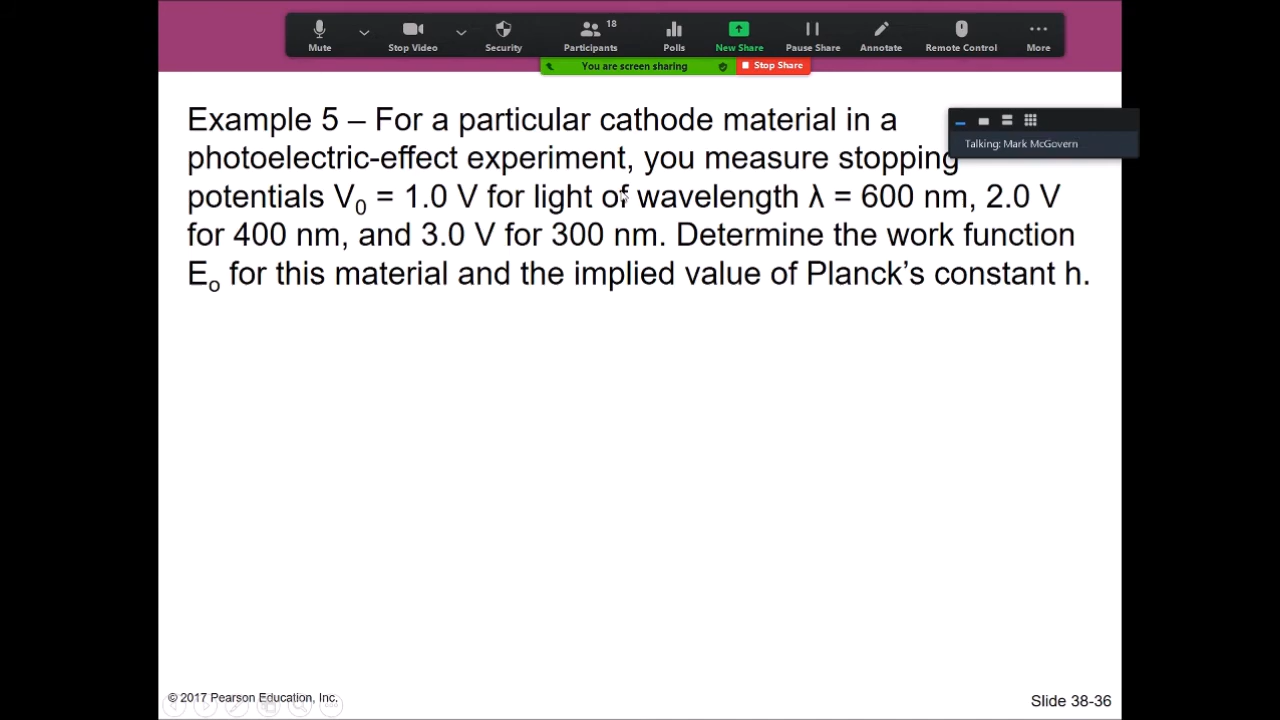 18
Mute
Stop Video
Security
Participants
Polls
New Share
Pause Share
Annotate
Remote Control
More
You are screen sharing
Stop Share
Talking: Mark McGovern
Example 5 – For a particular cathode material in a
photoelectric-effect experiment, you measure stopping
potentials V₀ = 1.0 V for light of wavelength λ = 600 nm, 2.0 V
for 400 nm, and 3.0 V for 300 nm. Determine the work function
Eₒ for this material and the implied value of Planck’s constant h.
© 2017 Pearson Education, Inc.
Slide 38-36